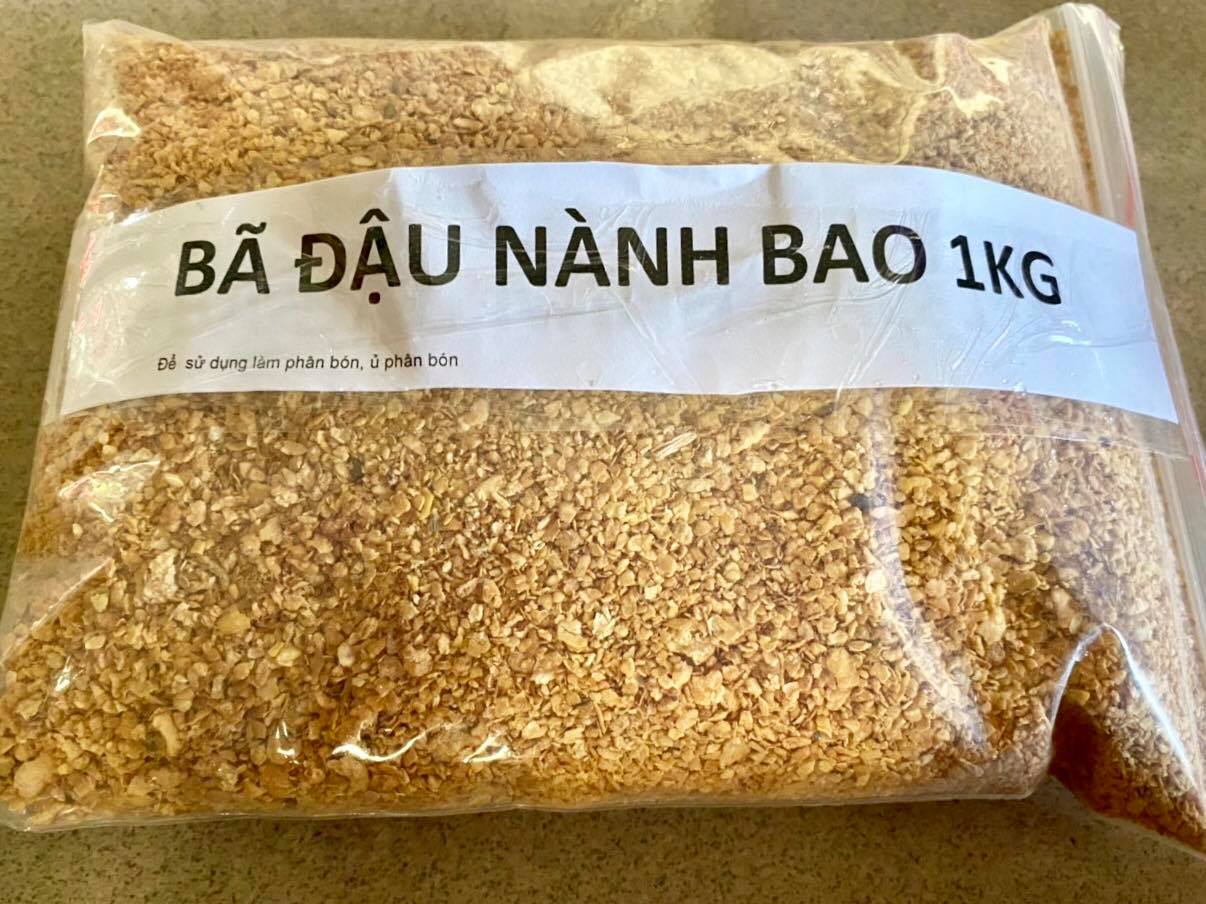 BÃ ĐẬU NÀNH BAO 1KG
Để sử dụng làm phân bón, ủ phân bón